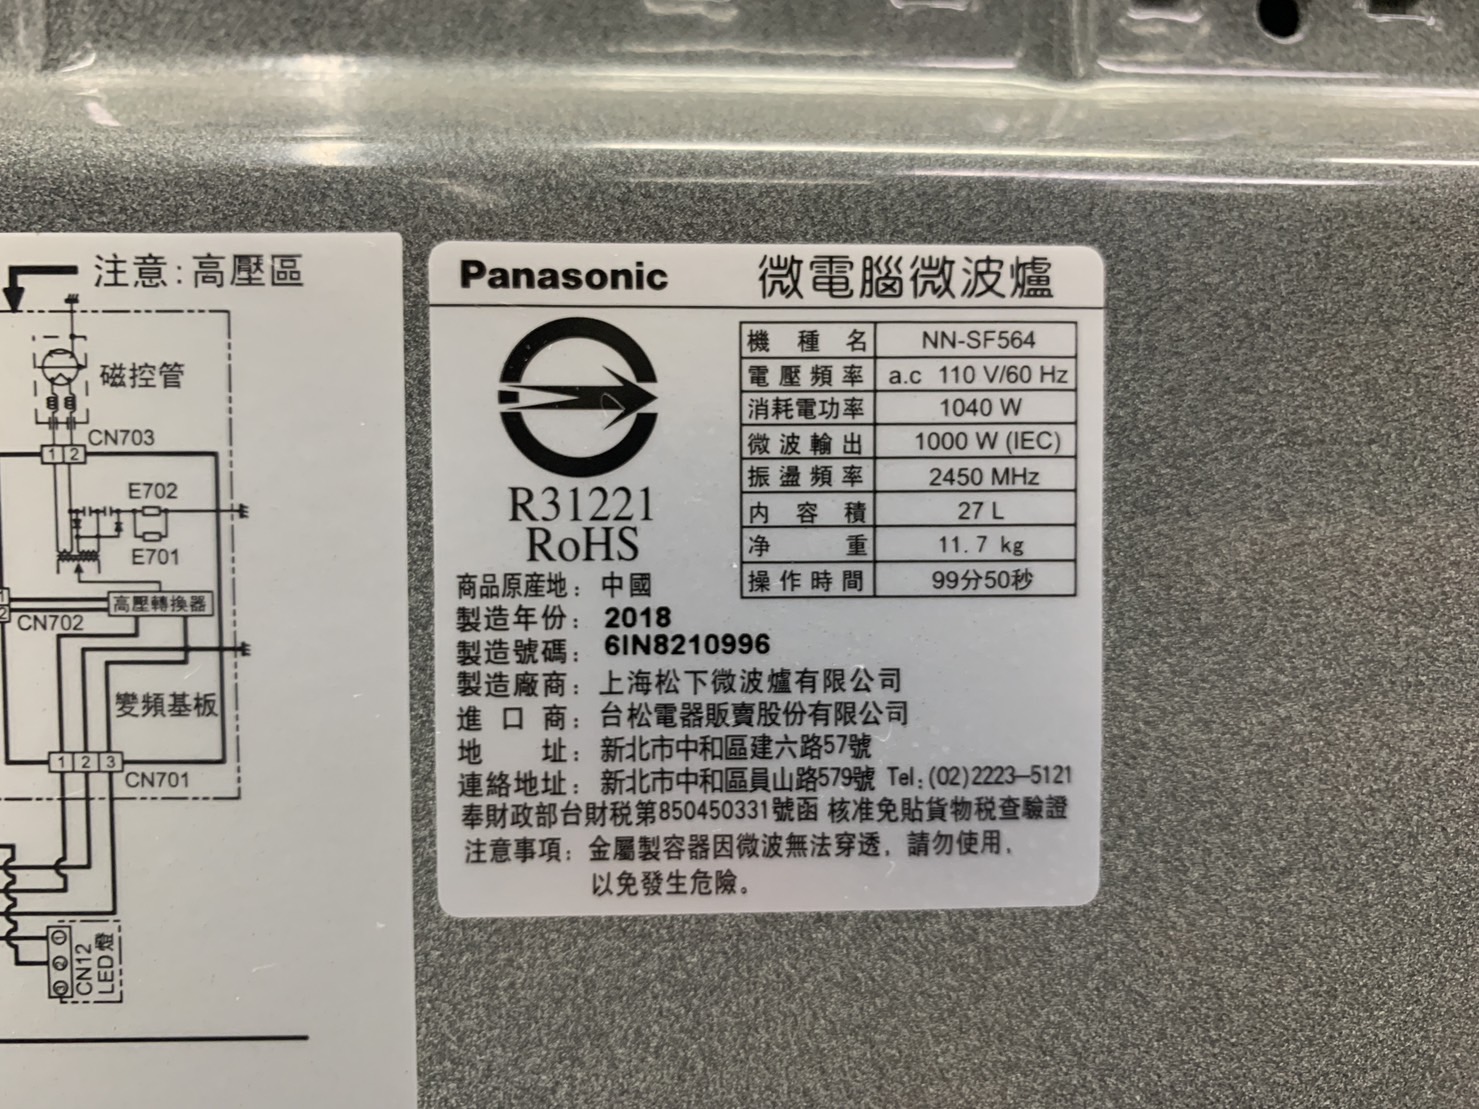 注意:高壓區
磁控管
CN703
1 2
E702
E701
高壓轉換器
1
2
CN702
變頻基板
1 2 3
CN701
CN12
LED燈
1
2
3
Panasonic 微電腦微波爐
R31221
RoHS
機種名 NN-SF564
電壓頻率 a.c 110 V/60 Hz
消耗電功率 1040 W
微波輸出 1000 W (IEC)
振盪頻率 2450 MHz
內容積 27 L
净重 11.7 kg
操作時間 99分50秒
商品原產地：中國
製造年份：2018
製造號碼：6IN8210996
製造廠商：上海松下微波爐有限公司
進口商：台松電器販賣股份有限公司
地址：新北市中和區建六路57號
連絡地址：新北市中和區員山路579號 Tel:(02)2223-5121
奉財政部台財稅第850450331號函 核准免貼貨物稅查驗證
注意事項：金屬製容器因微波無法穿透，請勿使用，
以免發生危險。